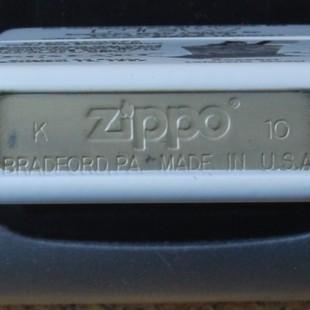 K zippo® 10
BRADFORD, PA. MADE IN U.S.A